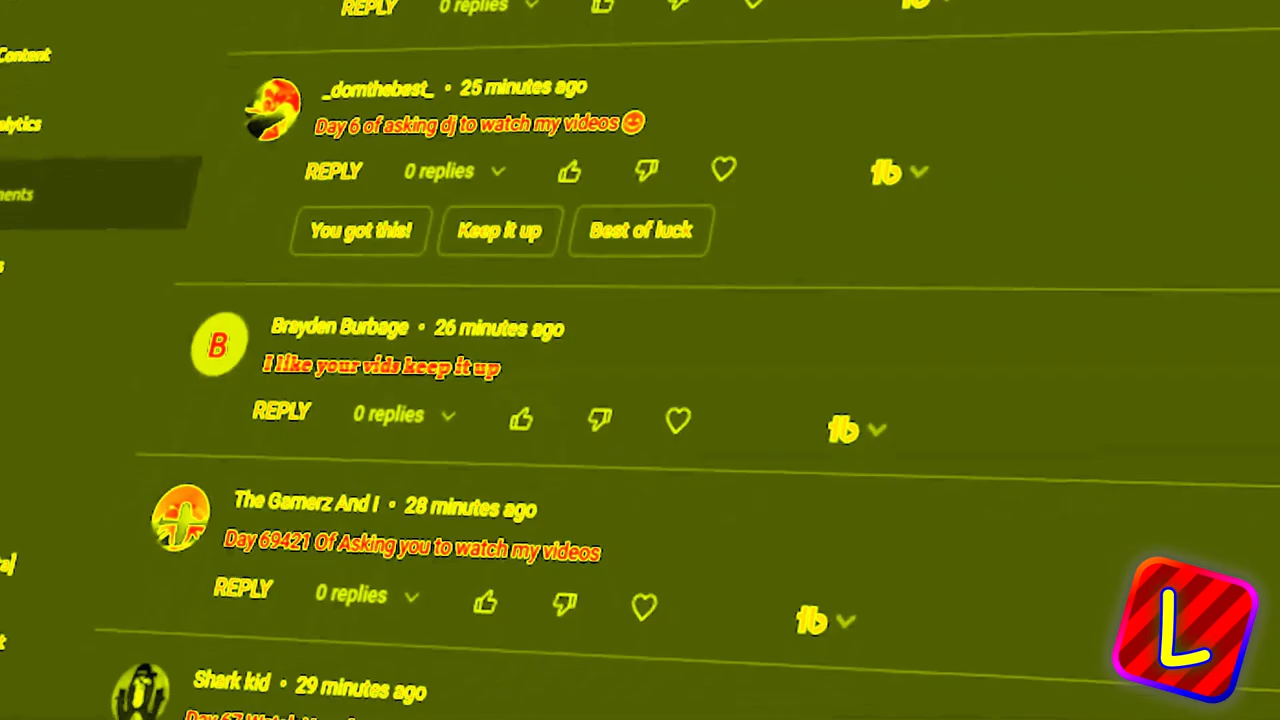 REPLY 0 replies
Content
_dornthebest_ • 25 minutes ago
Day 6 of asking dj to watch my videos
REPLY 0 replies
You got this! Keep it up Best of luck
Brayden Burbage • 26 minutes ago
B
I like your vids keep it up
REPLY 0 replies
The Gamerz And I • 28 minutes ago
Day 69421 Of Asking you to watch my videos
REPLY 0 replies
L
Shark kid • 29 minutes ago
Day 67